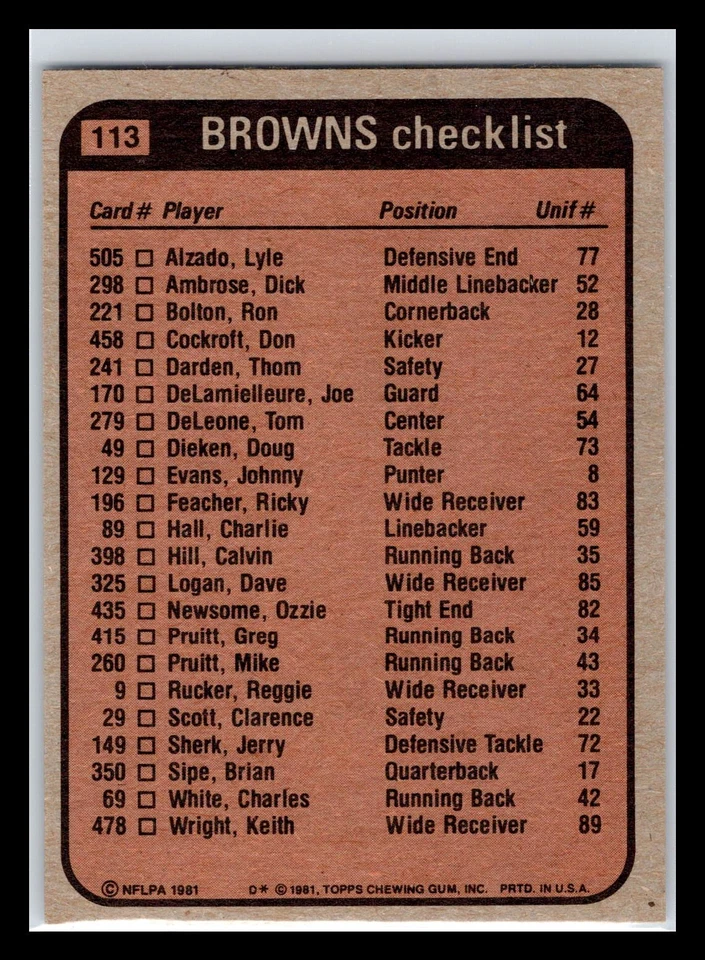 113 BROWNS checklist
Card # Player Position Unif #
505 □ Alzado, Lyle Defensive End 77
298 □ Ambrose, Dick Middle Linebacker 52
221 □ Bolton, Ron Cornerback 28
458 □ Cockroft, Don Kicker 12
241 □ Darden, Thom Safety 27
170 □ DeLamielleure, Joe Guard 64
279 □ DeLeone, Tom Center 54
49 □ Dieken, Doug Tackle 73
129 □ Evans, Johnny Punter 8
196 □ Feacher, Ricky Wide Receiver 83
89 □ Hall, Charlie Linebacker 59
398 □ Hill, Calvin Running Back 35
325 □ Logan, Dave Wide Receiver 85
435 □ Newsome, Ozzie Tight End 82
415 □ Pruitt, Greg Running Back 34
260 □ Pruitt, Mike Running Back 43
9 □ Rucker, Reggie Wide Receiver 33
29 □ Scott, Clarence Safety 22
149 □ Sherk, Jerry Defensive Tackle 72
350 □ Sipe, Brian Quarterback 17
69 □ White, Charles Running Back 42
478 □ Wright, Keith Wide Receiver 89
© NFLPA 1981 D* © 1981, TOPPS CHEWING GUM, INC. PRTD. IN U.S.A.